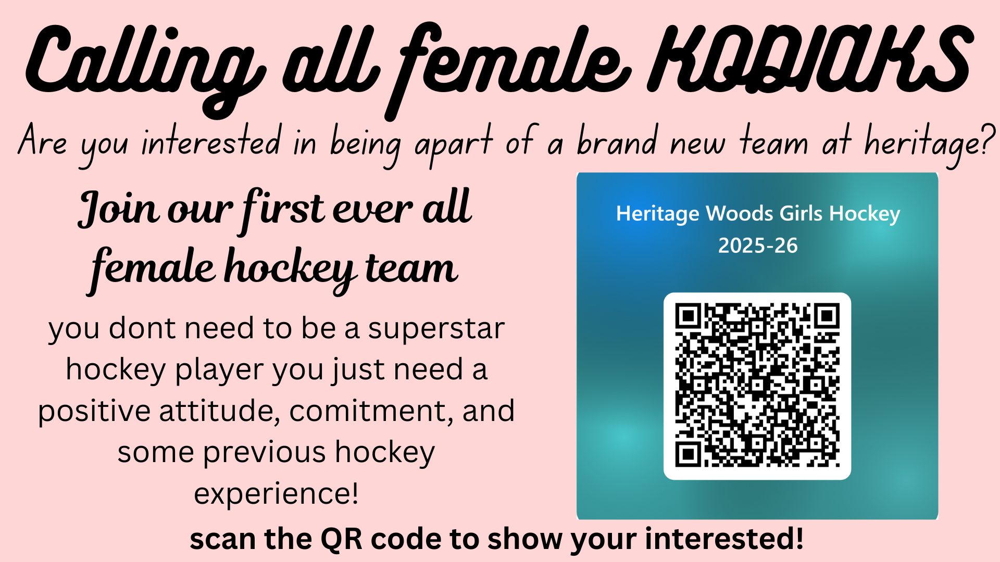 Calling all female KODIAKS
Are you interested in being apart of a brand new team at heritage?
Join our first ever all
female hockey team
you dont need to be a superstar
hockey player you just need a
positive attitude, comitment, and
some previous hockey
experience!
Heritage Woods Girls Hockey
2025-26
scan the QR code to show your interested!